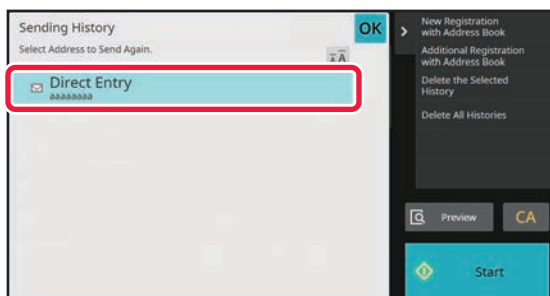 Sending History
OK
Select Address to Send Again.
Direct Entry
aaaaaaaa
New Registration
with Address Book
Additional Registration
with Address Book
Delete the Selected
History
Delete All Histories
Preview
CA
Start